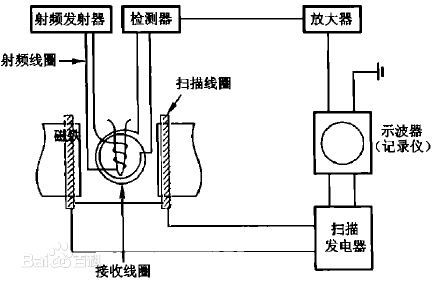 射频发射器
检测器
放大器
射频线圈
扫描线圈
磁铁
示波器
(记录仪)
扫描
发电器
接收线圈
Baidu百科